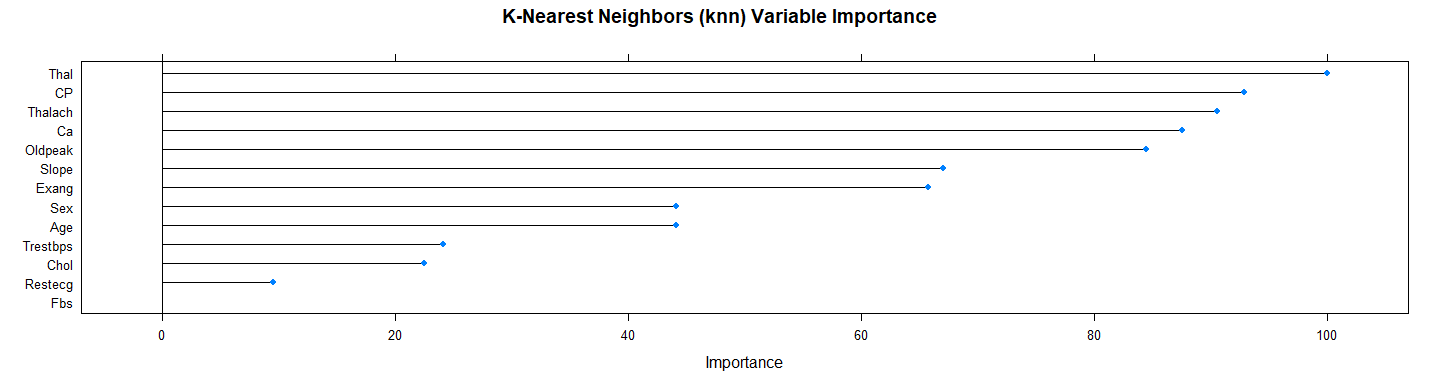 K-Nearest Neighbors (knn) Variable Importance
Thal
CP
Thalach
Ca
Oldpeak
Slope
Exang
Sex
Age
Trestbps
Chol
Restecg
Fbs
0 20 40 60 80 100
Importance